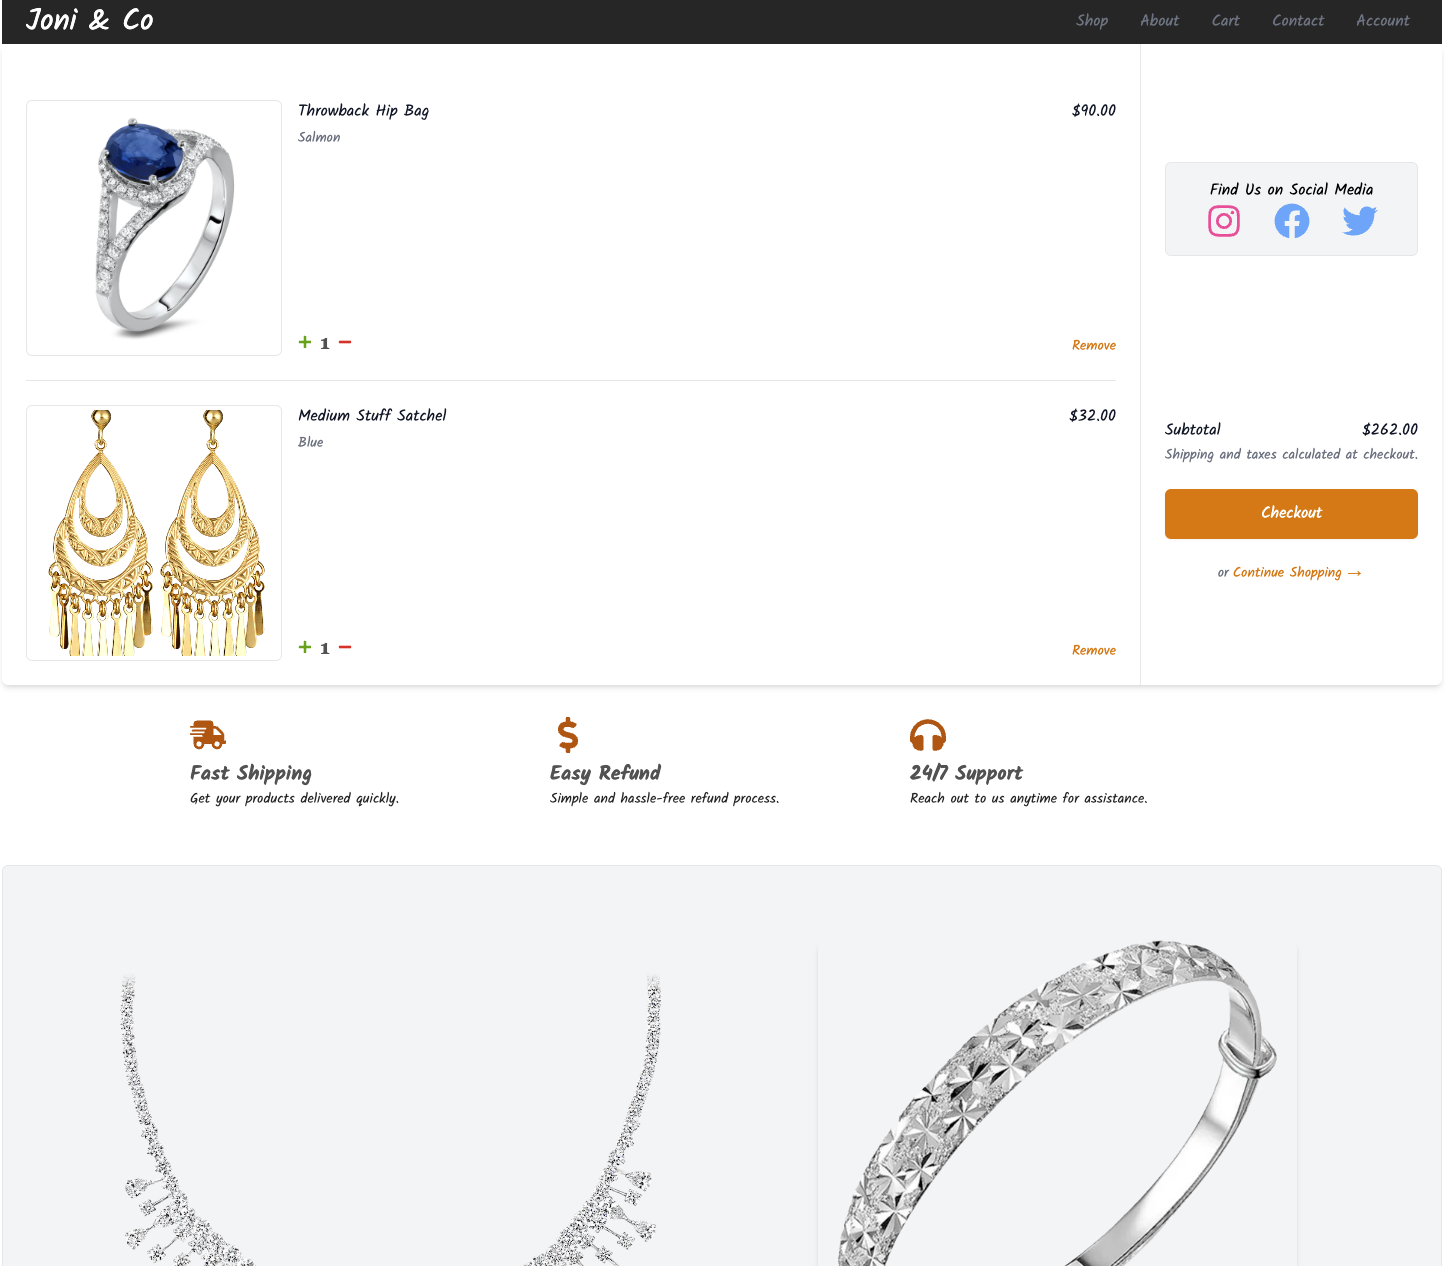 Joni & Co
Shop About Cart Contact Account
Throwback Hip Bag $90.00
Salmon
+ 1 −
Remove
Medium Stuff Satchel $32.00
Blue
+ 1 −
Remove
Find Us on Social Media
Subtotal $262.00
Shipping and taxes calculated at checkout.
Checkout
or Continue Shopping →
Fast Shipping
Get your products delivered quickly.
Easy Refund
Simple and hassle-free refund process.
24/7 Support
Reach out to us anytime for assistance.